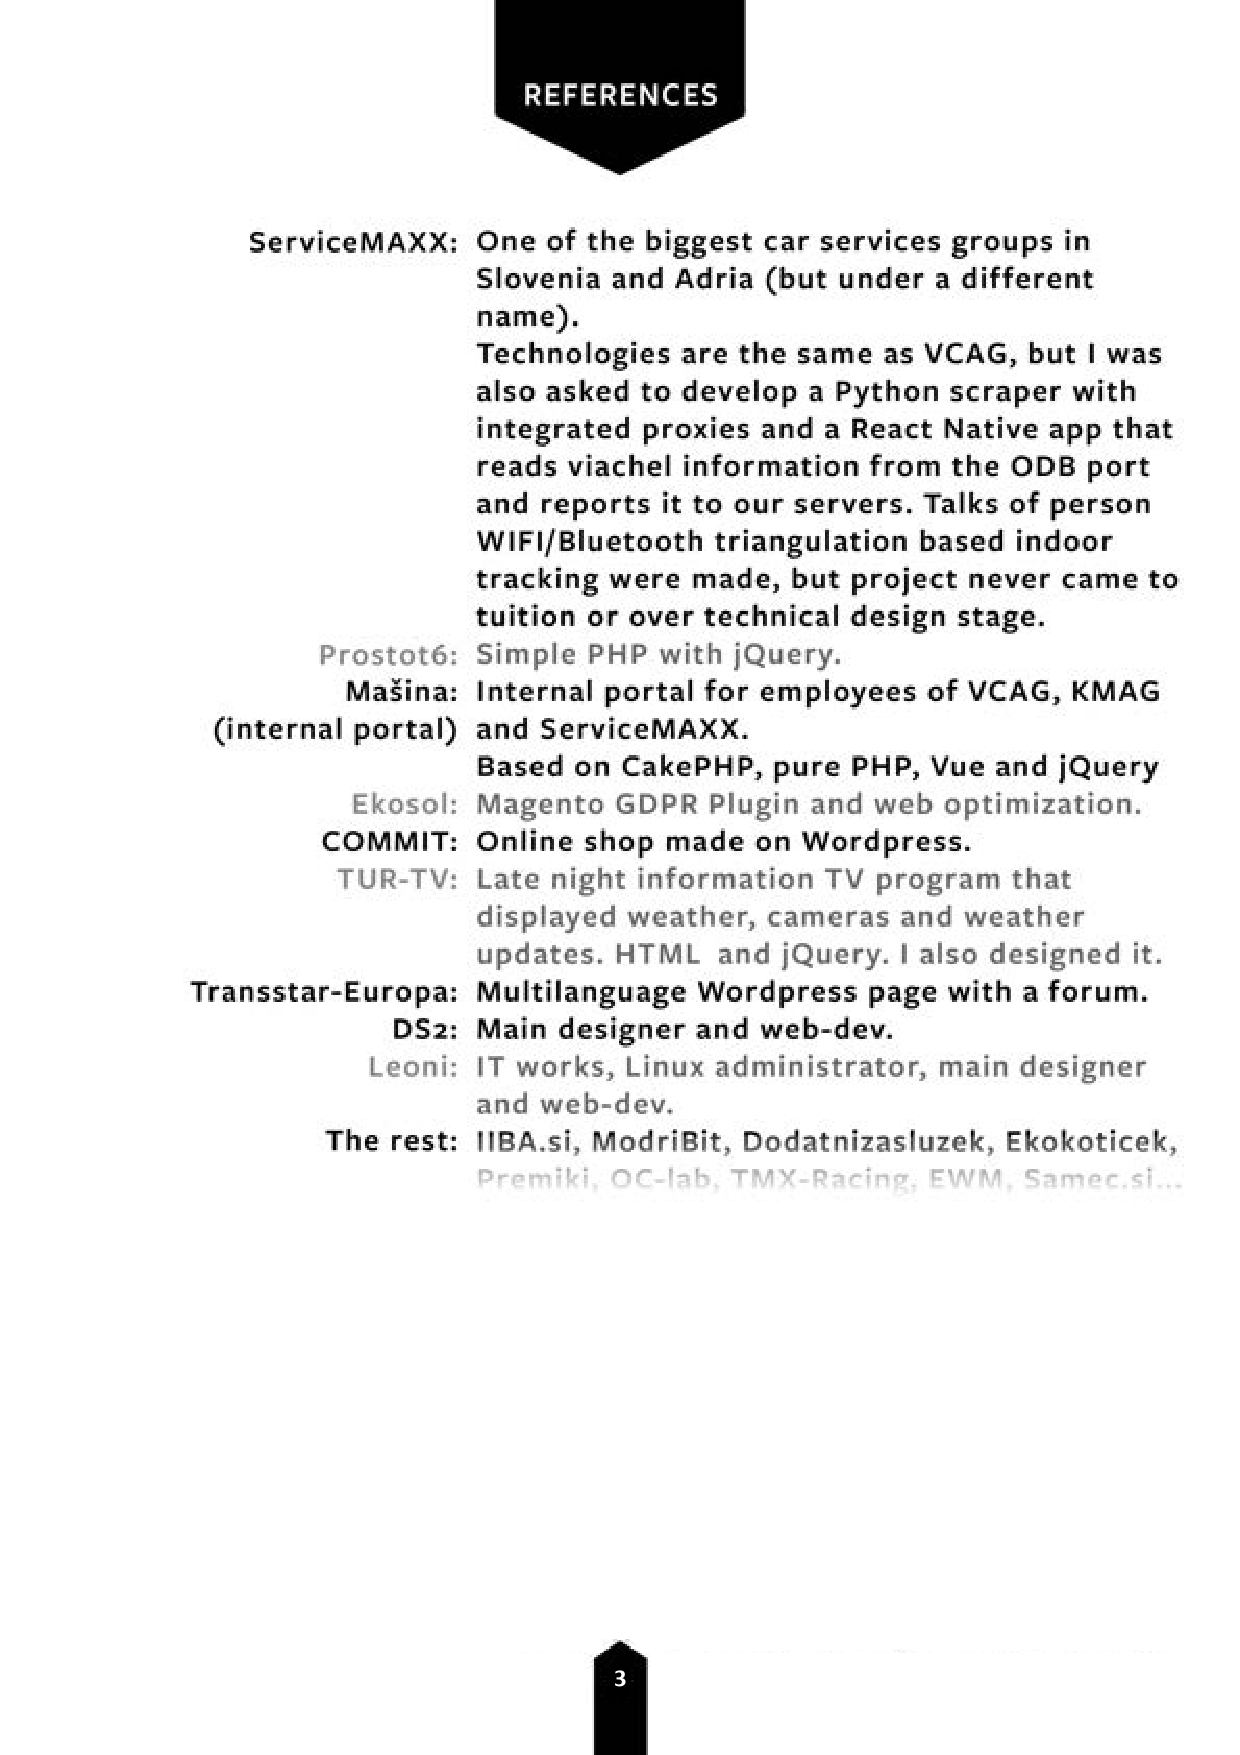 REFERENCES
ServiceMAXX: One of the biggest car services groups in
Slovenia and Adria (but under a different
name).
Technologies are the same as VCAG, but I was
also asked to develop a Python scraper with
integrated proxies and a React Native app that
reads viachel information from the ODB port
and reports it to our servers. Talks of person
WIFI/Bluetooth triangulation based indoor
tracking were made, but project never came to
tuition or over technical design stage.
Prostot6: Simple PHP with jQuery.
Mašina: Internal portal for employees of VCAG, KMAG
(internal portal) and ServiceMAXX.
Based on CakePHP, pure PHP, Vue and jQuery
Ekosol: Magento GDPR Plugin and web optimization.
COMMIT: Online shop made on Wordpress.
TUR-TV: Late night information TV program that
displayed weather, cameras and weather
updates. HTML and jQuery. I also designed it.
Transstar-Europa: Multilanguage Wordpress page with a forum.
DS2: Main designer and web-dev.
Leoni: IT works, Linux administrator, main designer
and web-dev.
The rest: IIBA.si, ModriBit, Dodatnizasluzek, Ekokoticek,
Premiki, OC-lab, TMX-Racing, EWM, Samec.si...
3